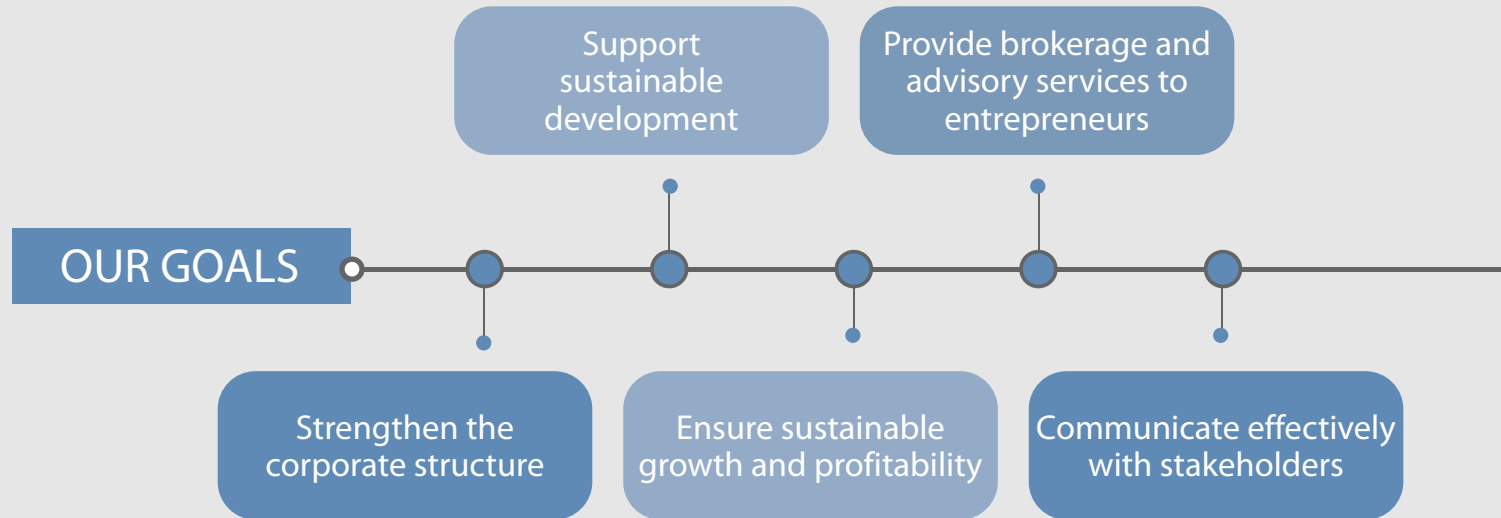 Support
sustainable
development
Provide brokerage and
advisory services to
entrepreneurs
OUR GOALS
Strengthen the
corporate structure
Ensure sustainable
growth and profitability
Communicate effectively
with stakeholders